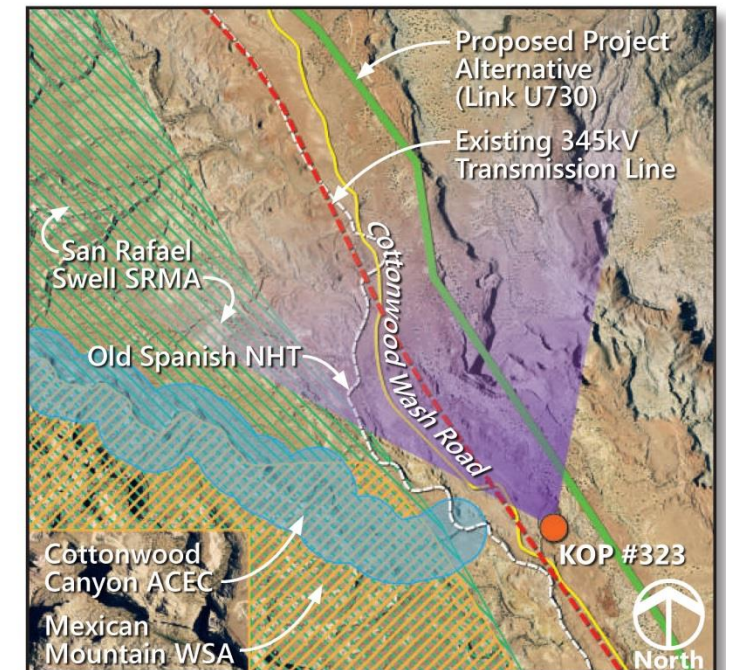 Proposed Project
Alternative
(Link U730)
Existing 345kV
Transmission Line
Cottonwood Wash Road
San Rafael
Swell SRMA
Old Spanish NHT
KOP #323
Cottonwood
Canyon ACEC
Mexican
Mountain WSA
North